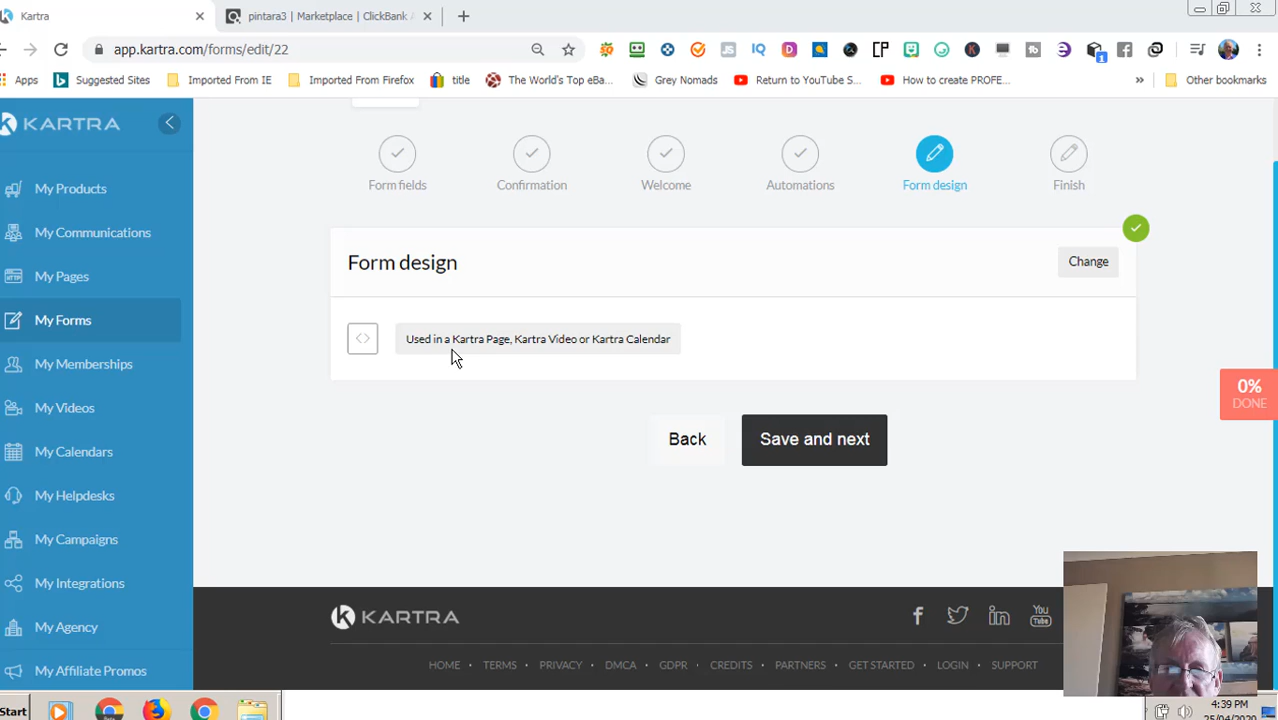 Kartra
pintara3 | Marketplace | ClickBank
app.kartra.com/forms/edit/22
Apps
Suggested Sites
Imported From IE
Imported From Firefox
title
The World's Top eBa...
Grey Nomads
Return to YouTube S...
How to create PROFE...
»
Other bookmarks
KARTRA
My Products
My Communications
My Pages
My Forms
My Memberships
My Videos
My Calendars
My Helpdesks
My Campaigns
My Integrations
My Agency
My Affiliate Promos
Form fields
Confirmation
Welcome
Automations
Form design
Finish
Form design
Change
Used in a Kartra Page, Kartra Video or Kartra Calendar
0%
DONE
Back
Save and next
KARTRA
You
Tube
HOME • TERMS • PRIVACY • DMCA • GDPR • CREDITS • PARTNERS • GET STARTED • LOGIN • SUPPORT
Start
4:39 PM
25/04/2020